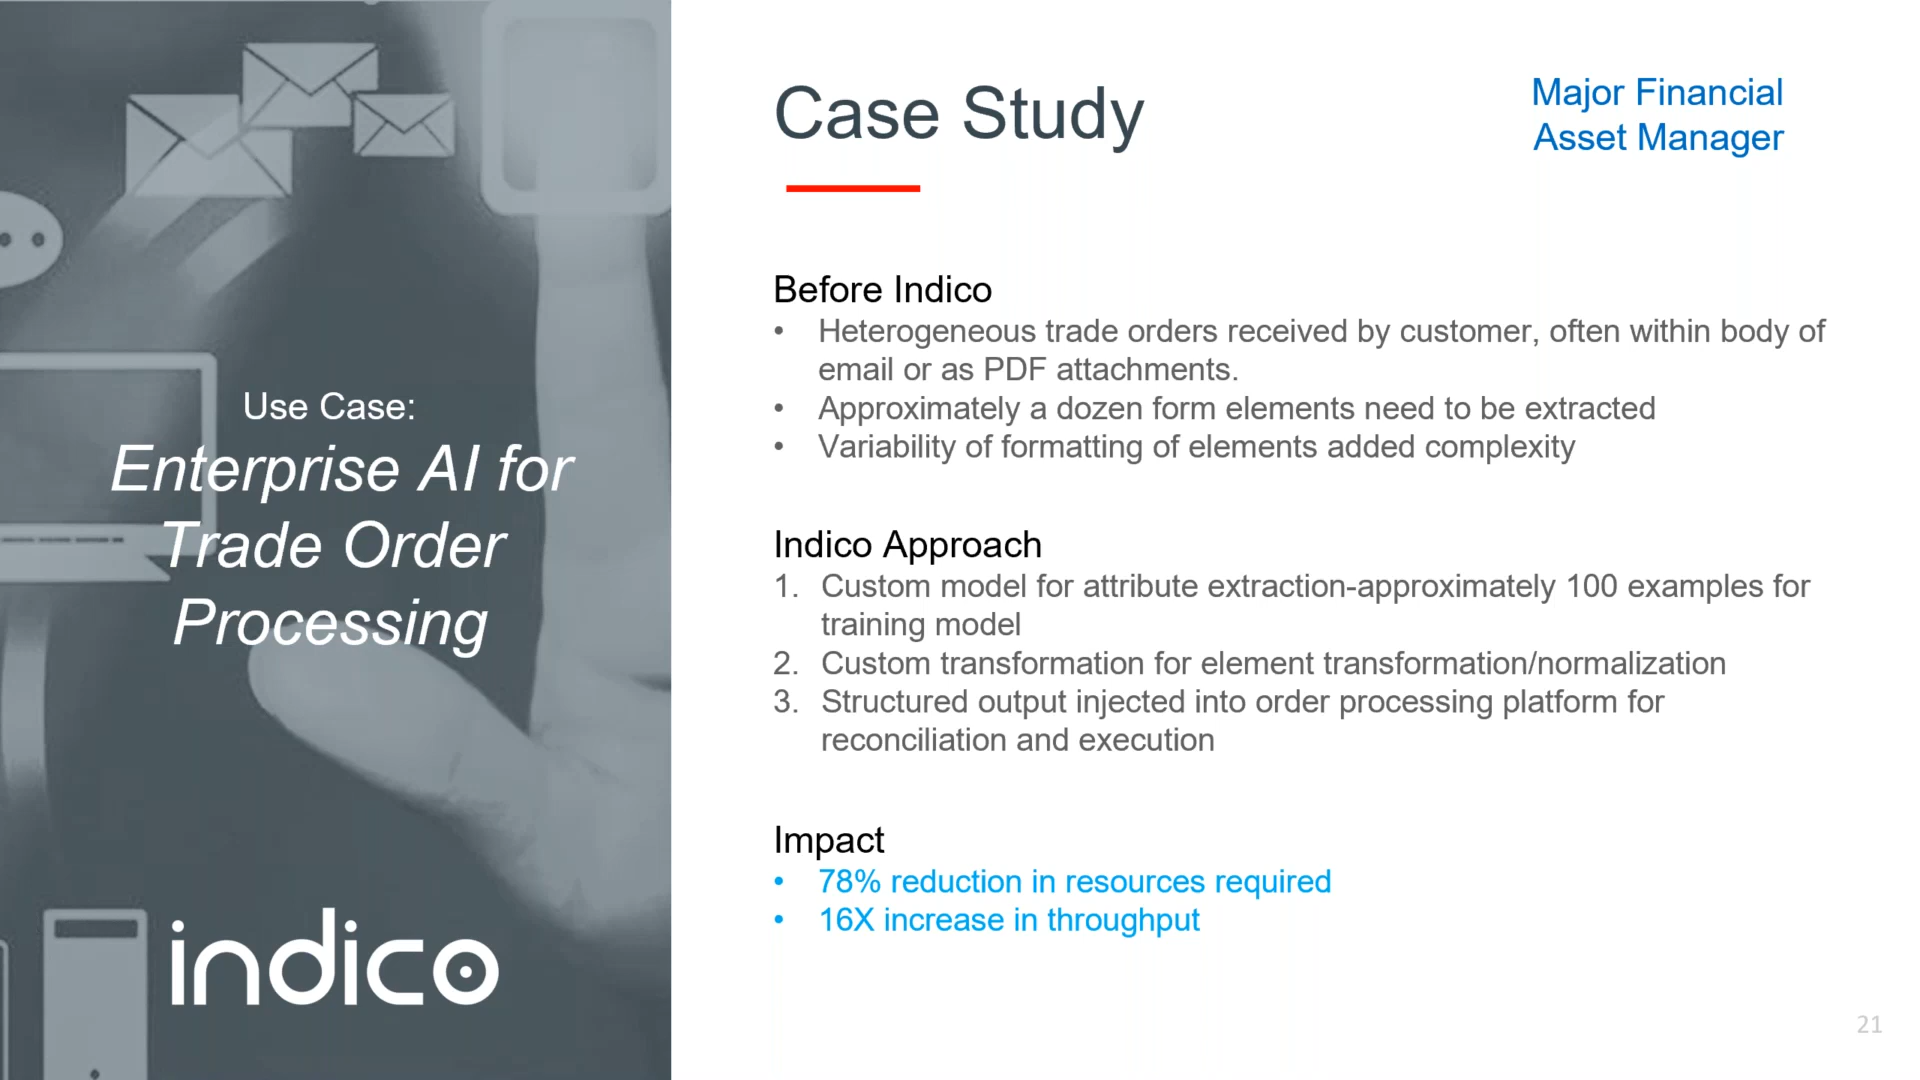 Use Case:
Enterprise AI for
Trade Order
Processing
indico
Case Study
Major Financial
Asset Manager
Before Indico
• Heterogeneous trade orders received by customer, often within body of
email or as PDF attachments.
• Approximately a dozen form elements need to be extracted
• Variability of formatting of elements added complexity
Indico Approach
1. Custom model for attribute extraction-approximately 100 examples for
training model
2. Custom transformation for element transformation/normalization
3. Structured output injected into order processing platform for
reconciliation and execution
Impact
• 78% reduction in resources required
• 16X increase in throughput
21